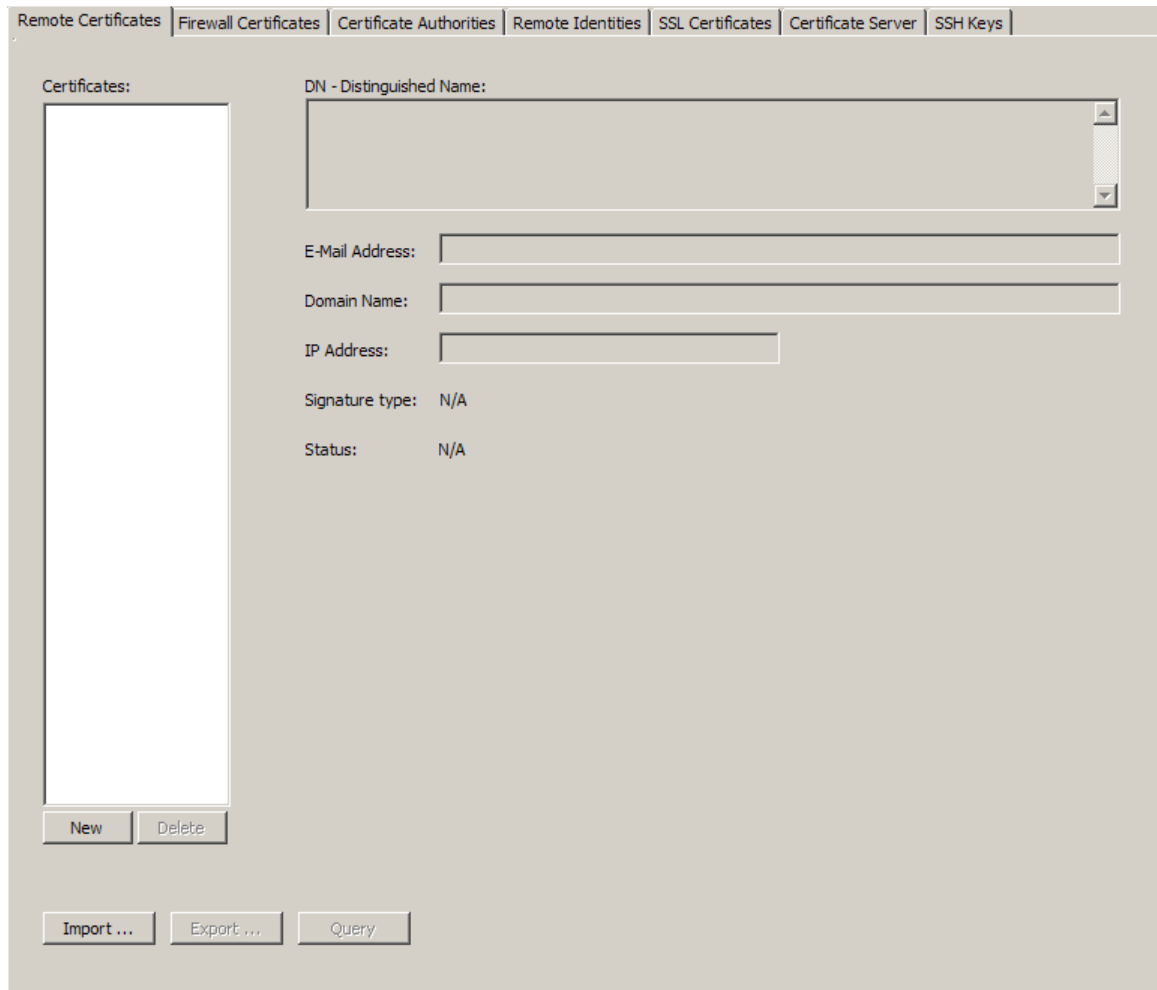 Remote Certificates Firewall Certificates Certificate Authorities Remote Identities SSL Certificates Certificate Server SSH Keys
Certificates:
DN - Distinguished Name:
E-Mail Address:
Domain Name:
IP Address:
Signature type: N/A
Status: N/A
New Delete
Import ... Export ... Query